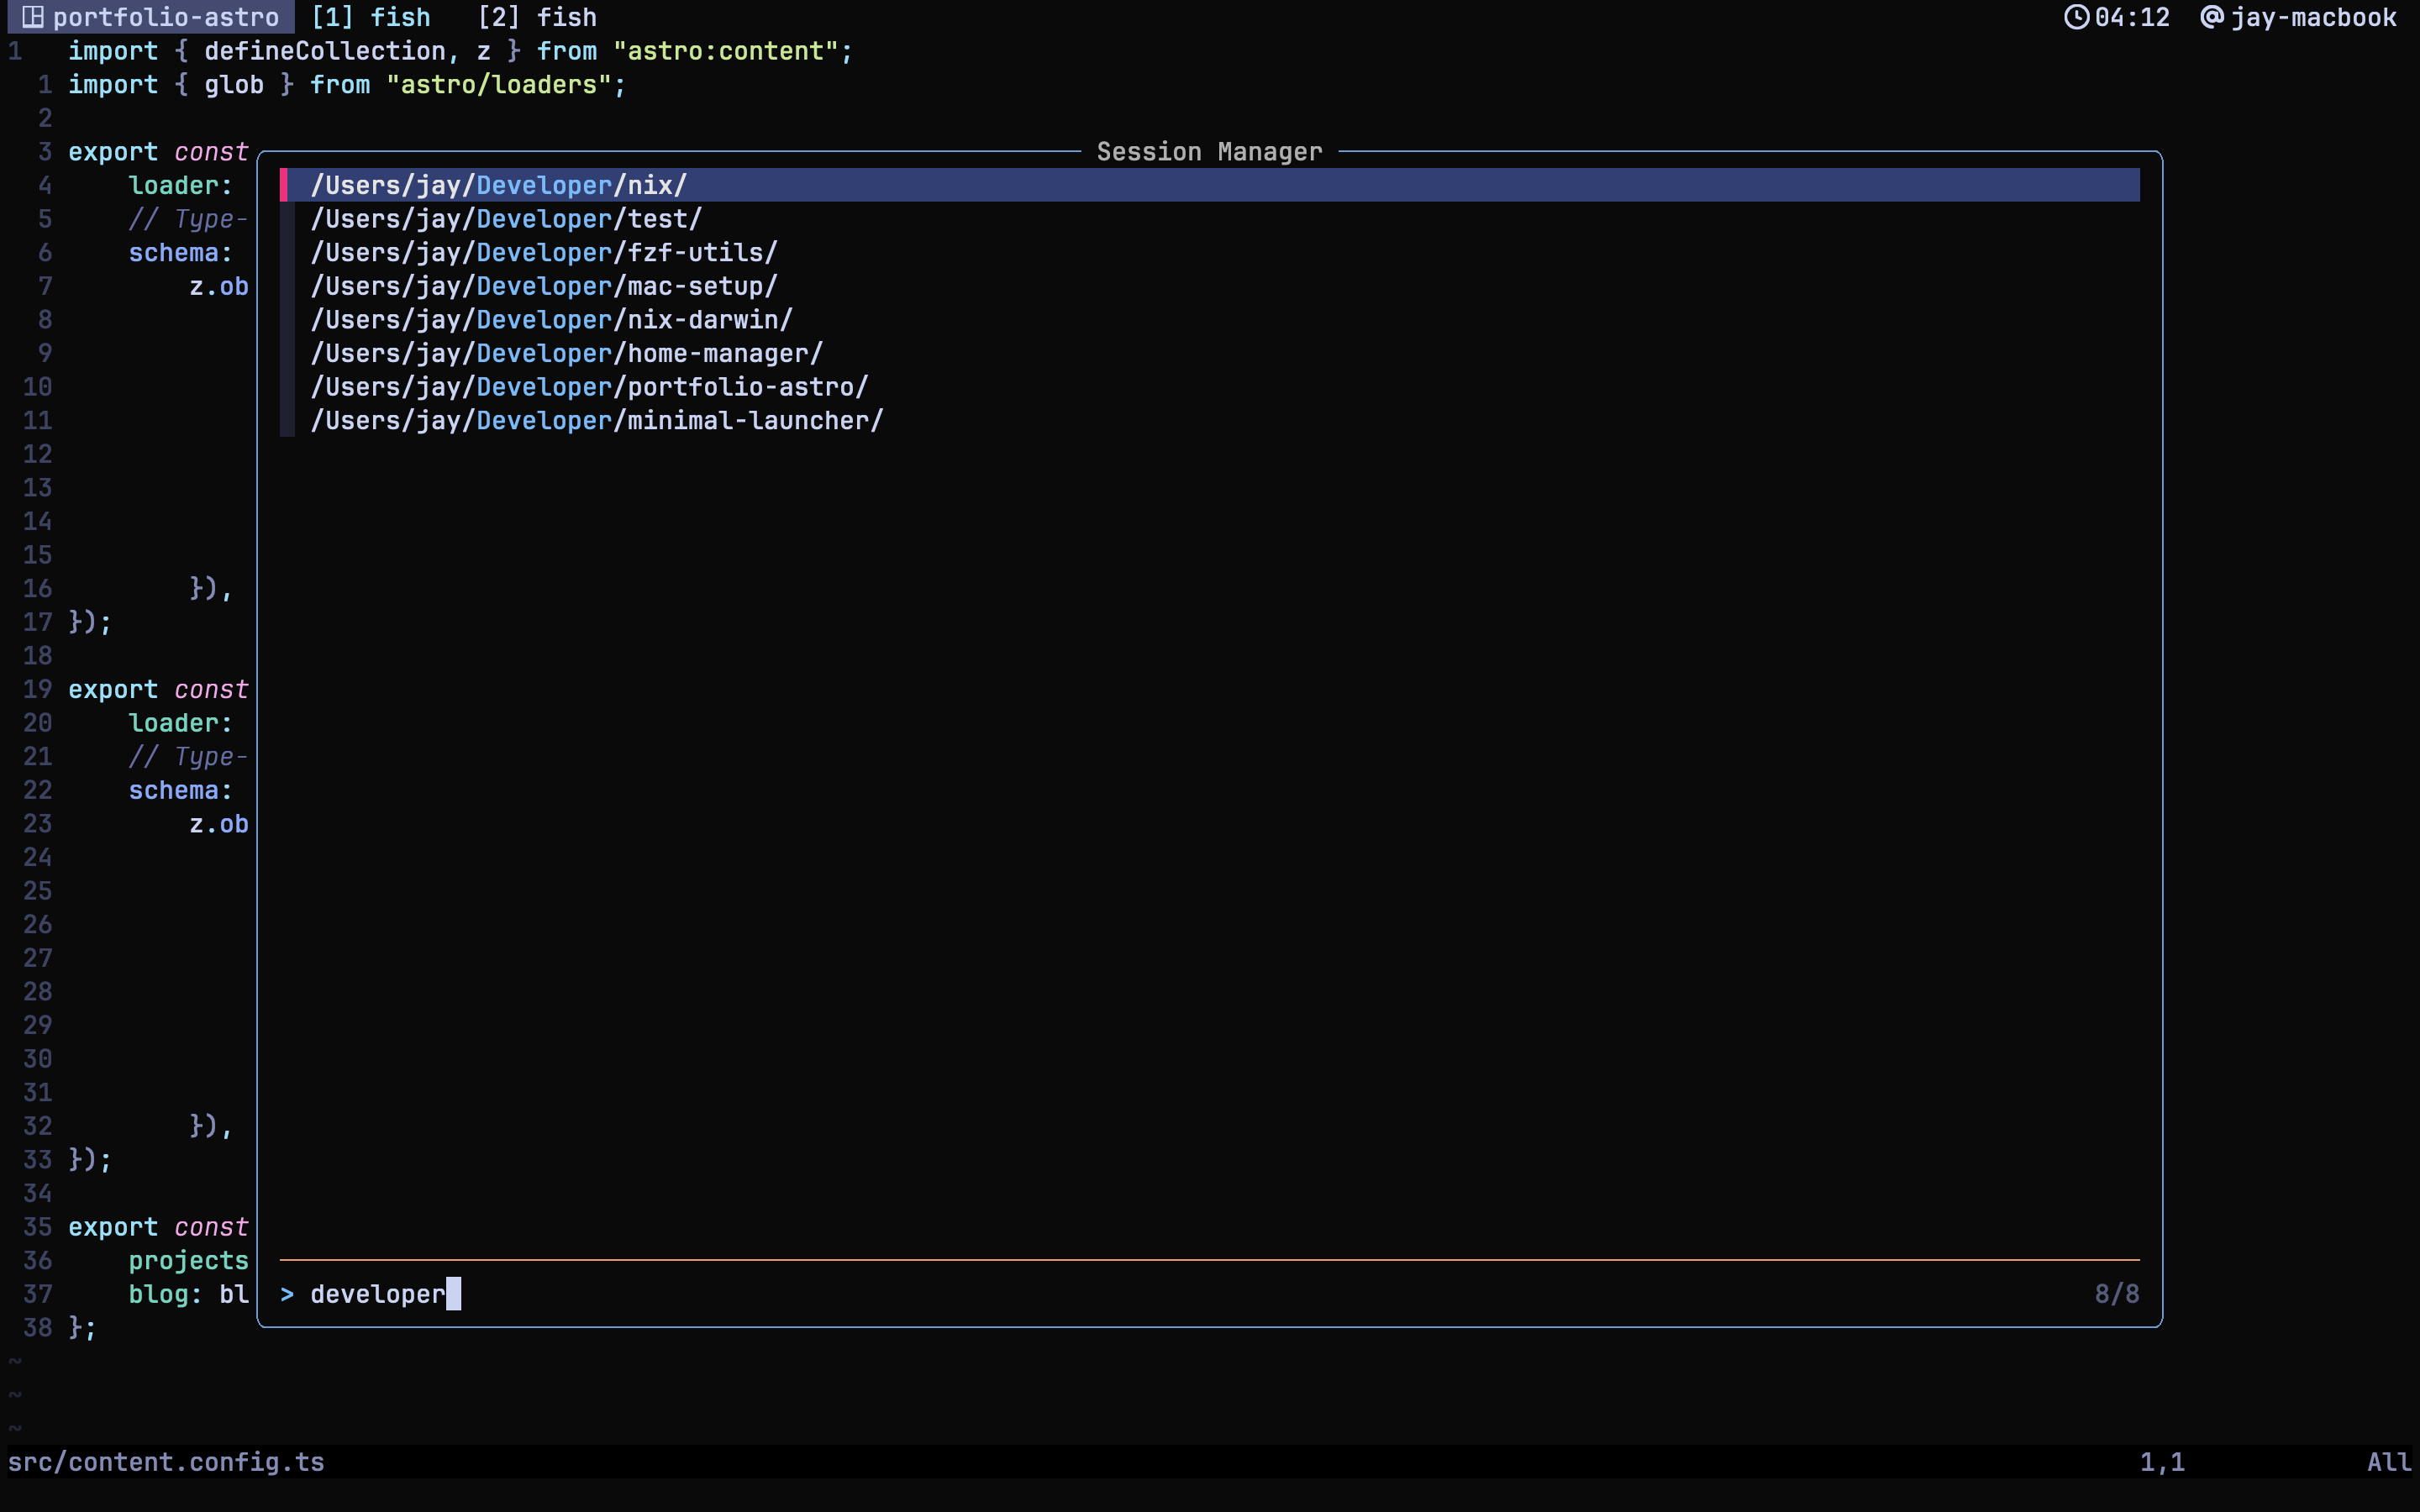 portfolio-astro [1] fish [2] fish 04:12 @jay-macbook
1 import { defineCollection, z } from "astro:content";
1 import { glob } from "astro/loaders";
2
3 export const
4 loader:
5 // Type-
6 schema:
7 z.ob
8
9
10
11
12
13
14
15
16 }),
17 });
18
19 export const
20 loader:
21 // Type-
22 schema:
23 z.ob
24
25
26
27
28
29
30
31
32 }),
33 });
34
35 export const
36 projects
37 blog: bl
38 };
~
~
~
Session Manager
/Users/jay/Developer/nix/
/Users/jay/Developer/test/
/Users/jay/Developer/fzf-utils/
/Users/jay/Developer/mac-setup/
/Users/jay/Developer/nix-darwin/
/Users/jay/Developer/home-manager/
/Users/jay/Developer/portfolio-astro/
/Users/jay/Developer/minimal-launcher/
> developer 8/8
src/content.config.ts 1,1 All